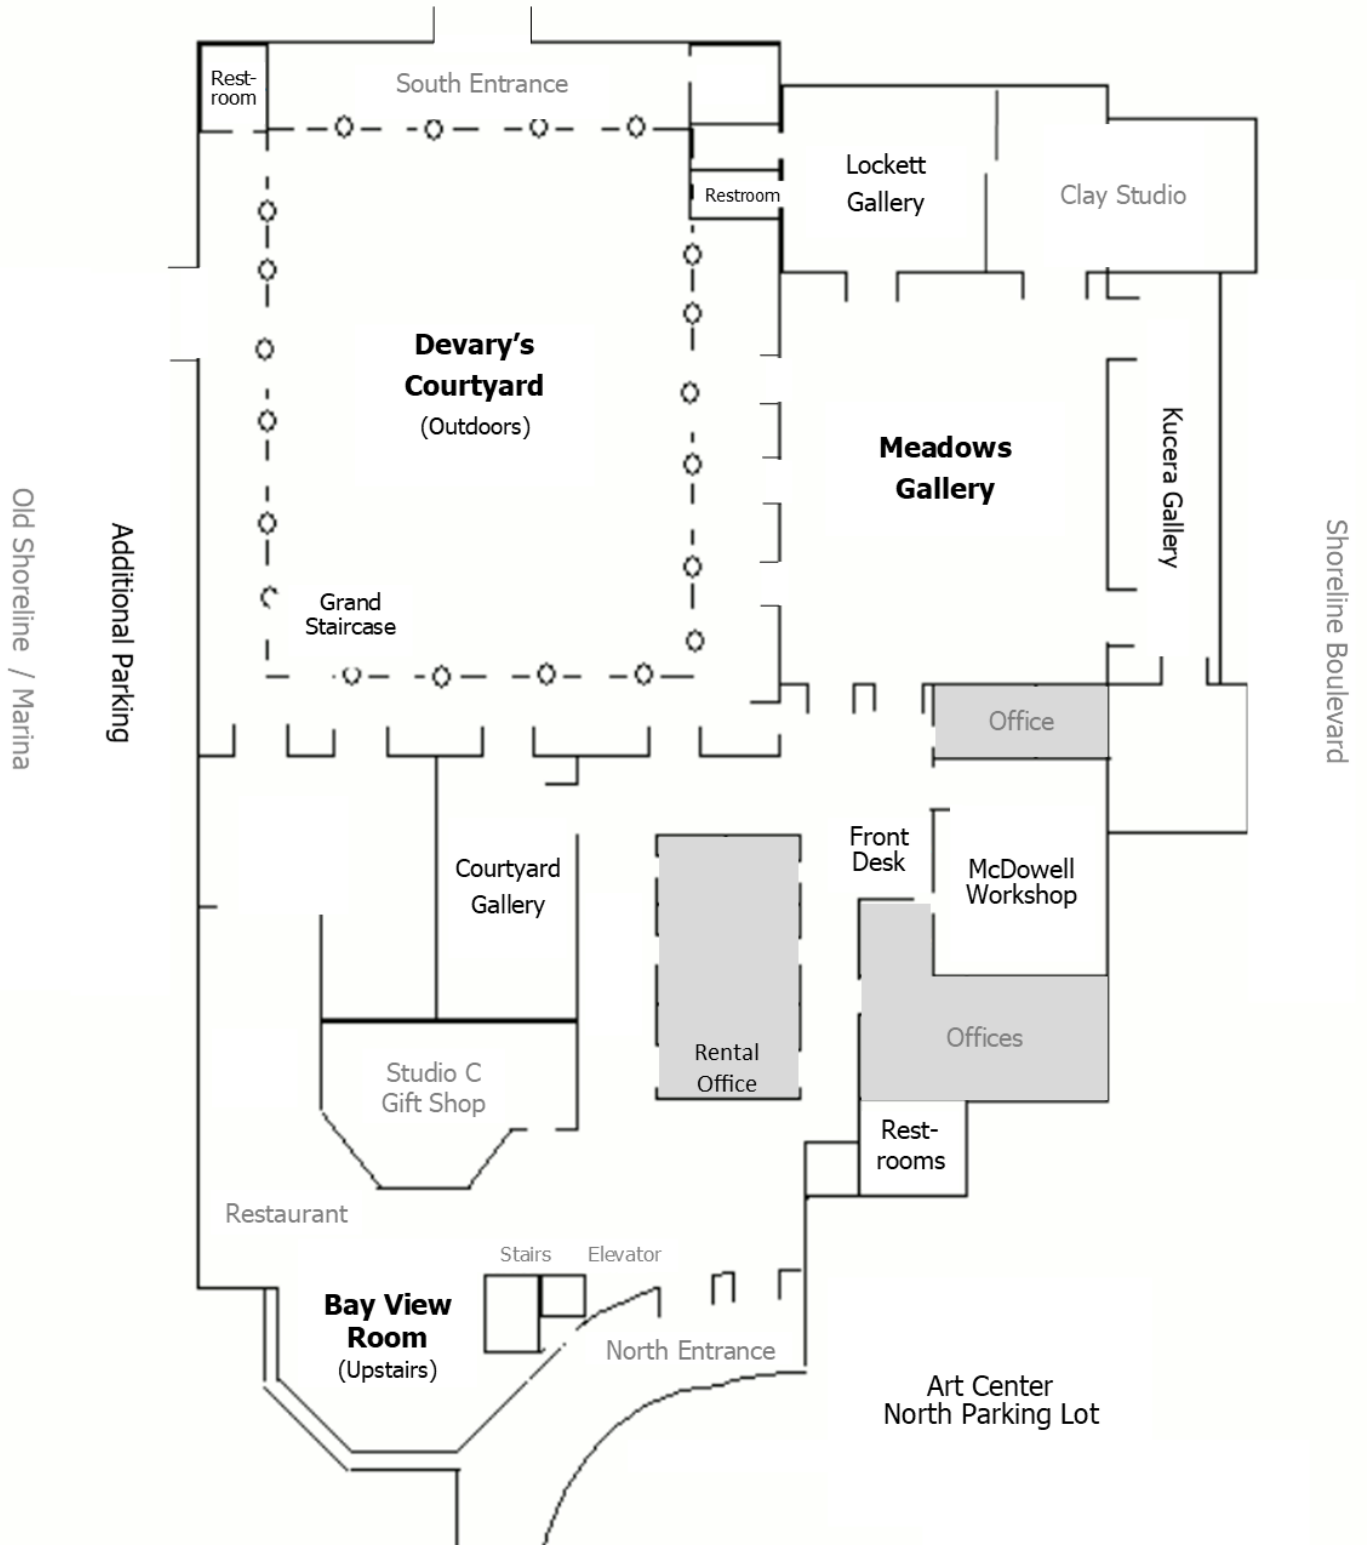 Rest-
room
South Entrance
Restroom
Lockett
Gallery
Clay Studio
Devary’s
Courtyard
(Outdoors)
Meadows
Gallery
Kucera Gallery
Shoreline Boulevard
Old Shoreline / Marina
Additional Parking
Grand
Staircase
Office
Front
Desk
McDowell
Workshop
Courtyard
Gallery
Rental
Office
Offices
Studio C
Gift Shop
Rest-
rooms
Restaurant
Stairs
Elevator
Bay View
Room
(Upstairs)
North Entrance
Art Center
North Parking Lot